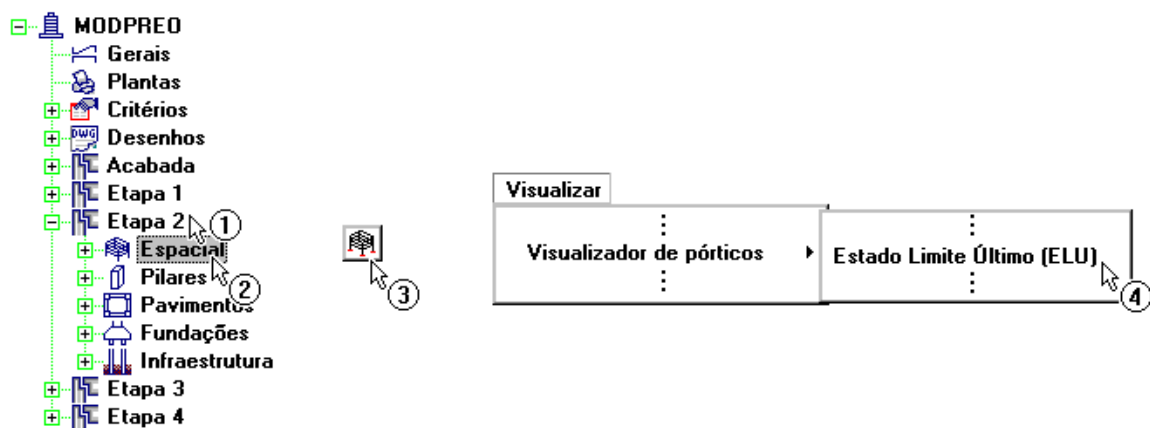 MODPREO
Gerais
Plantas
Critérios
DWG
Desenhos
Acabada
Etapa 1
Etapa 2
1
Espacial
Pilares
2
Pavimentos
Fundações
Infraestrutura
Etapa 3
Etapa 4
3
Visualizar
Visualizador de pórticos
Estado Limite Último (ELU)
4